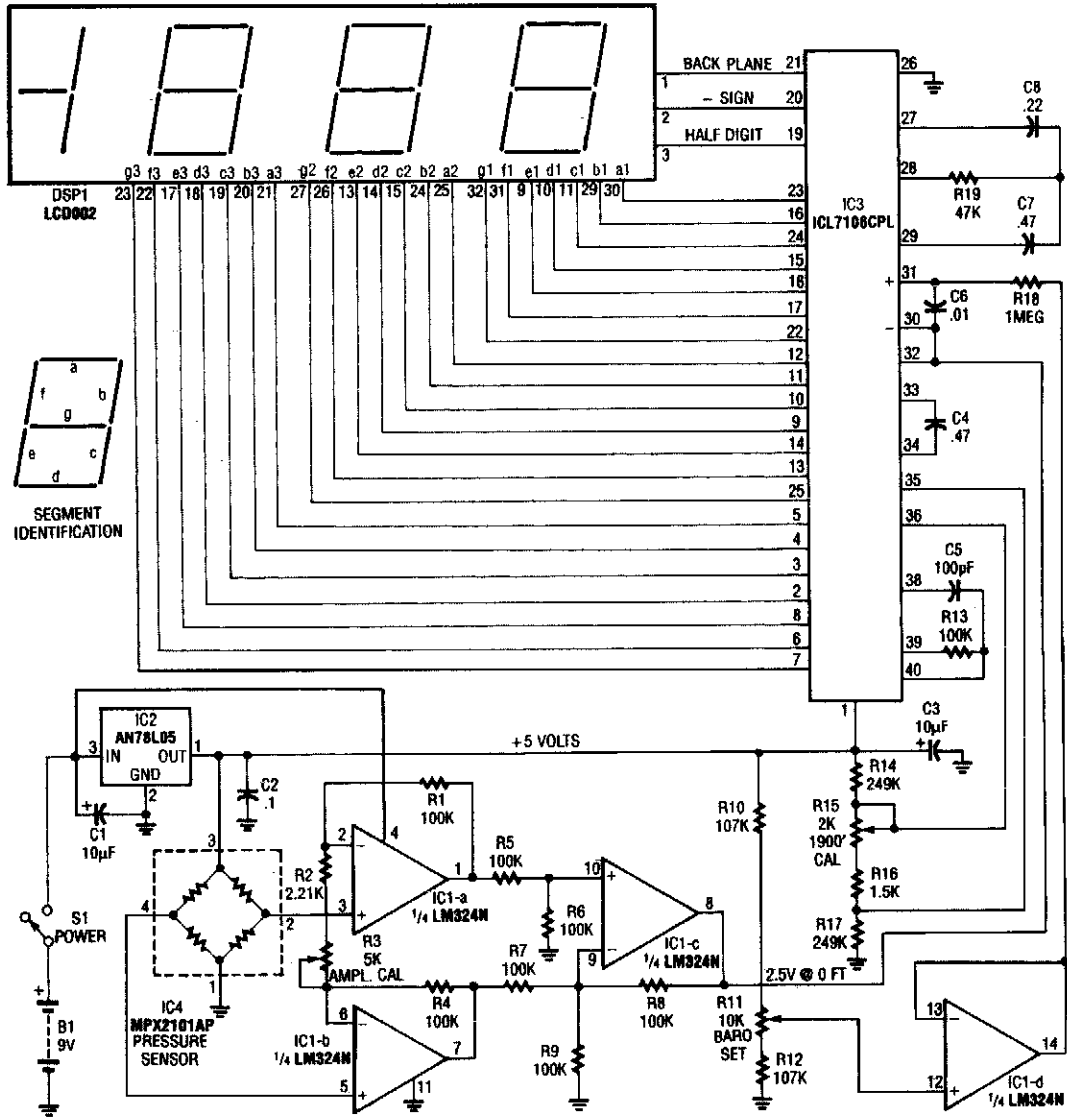 BACK PLANE 21
1
- SIGN 20
2
HALF DIGIT 19
3
26
27
C8
.22
28
R19
47K
C7
.47
29
IC3
ICL7106CPL
g3 f3 e3 d3 c3 b3 a3 g2 f2 e2 d2 c2 b2 a2 g1 f1 e1 d1 c1 b1 a1
23 22 17 18 19 20 21 27 26 13 14 15 24 25 32 31 9 10 11 29 30
DSP1
LCD002
23
16
24
15
18
17
22
12
11
10
9
14
13
25
5
4
3
2
8
6
7
31
+
R18
1MEG
C6
.01
30
-
32
33
C4
.47
34
35
36
C5
100pF
38
R13
100K
39
40
1
a
f b
g
e c
d
SEGMENT
IDENTIFICATION
IC2
AN78L05
3 IN OUT 1
GND
2
+
C1
10µF
C2
.1
+5 VOLTS
+
C3
10µF
R14
249K
R15
2K
1900'
CAL
R16
1.5K
R17
249K
R10
107K
R1
100K
2
-
4
R2
2.21K
3
+
1
IC1-a
1/4 LM324N
R5
100K
10
+
R6
100K
8
9
-
IC1-c
1/4 LM324N
3
4
2
1
IC4
MPX2101AP
PRESSURE
SENSOR
S1
POWER
+
B1
9V
-
R3
5K
AMPL. CAL
R7
100K
R4
100K
R8
100K
R9
100K
6
-
IC1-b
1/4 LM324N
7
5
+
11
2.5V @ 0 FT
R11
10K
BARO
SET
R12
107K
13
-
14
12
+
IC1-d
1/4 LM324N